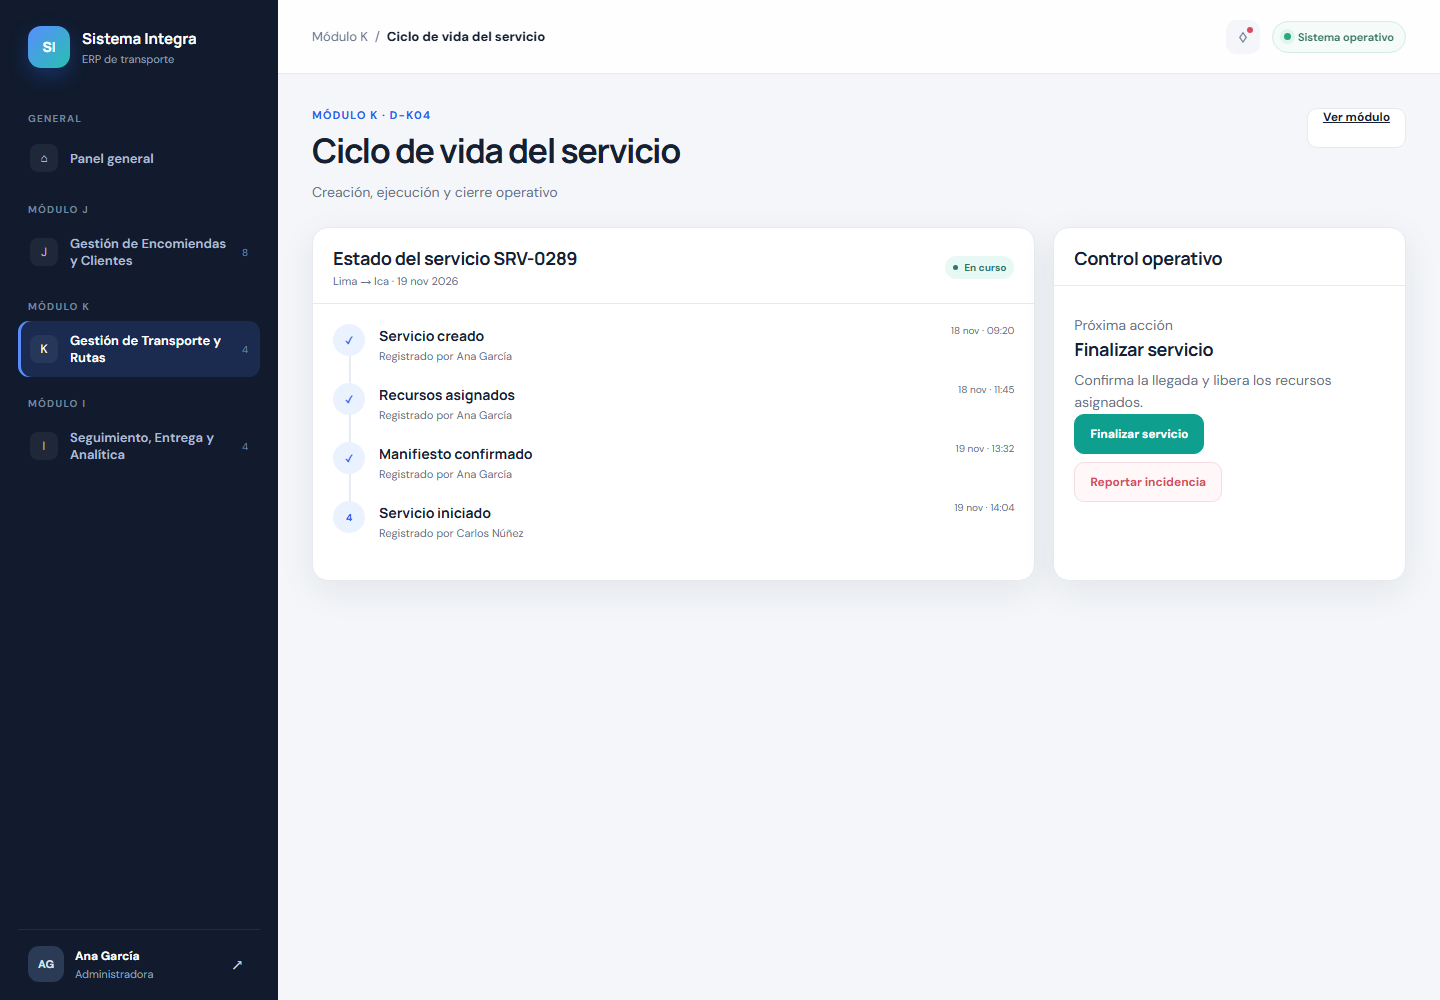 SI
Sistema Integra
ERP de transporte
GENERAL
Panel general
MÓDULO J
J
Gestión de Encomiendas
y Clientes
8
MÓDULO K
K
Gestión de Transporte y
Rutas
4
MÓDULO I
I
Seguimiento, Entrega y
Analítica
4
AG
Ana García
Administradora
Módulo K / Ciclo de vida del servicio
Sistema operativo
MÓDULO K · D-K04
Ciclo de vida del servicio
Creación, ejecución y cierre operativo
Ver módulo
Estado del servicio SRV-0289
Lima → Ica · 19 nov 2026
En curso
✓
Servicio creado
Registrado por Ana García
18 nov · 09:20
✓
Recursos asignados
Registrado por Ana García
18 nov · 11:45
✓
Manifiesto confirmado
Registrado por Ana García
19 nov · 13:32
4
Servicio iniciado
Registrado por Carlos Núñez
19 nov · 14:04
Control operativo
Próxima acción
Finalizar servicio
Confirma la llegada y libera los recursos
asignados.
Finalizar servicio
Reportar incidencia